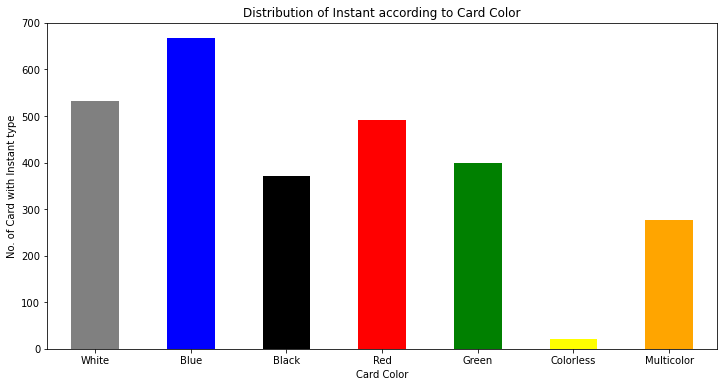 Distribution of Instant according to Card Color
No. of Card with Instant type
700
600
500
400
300
200
100
0
White Blue Black Red Green Colorless Multicolor
Card Color